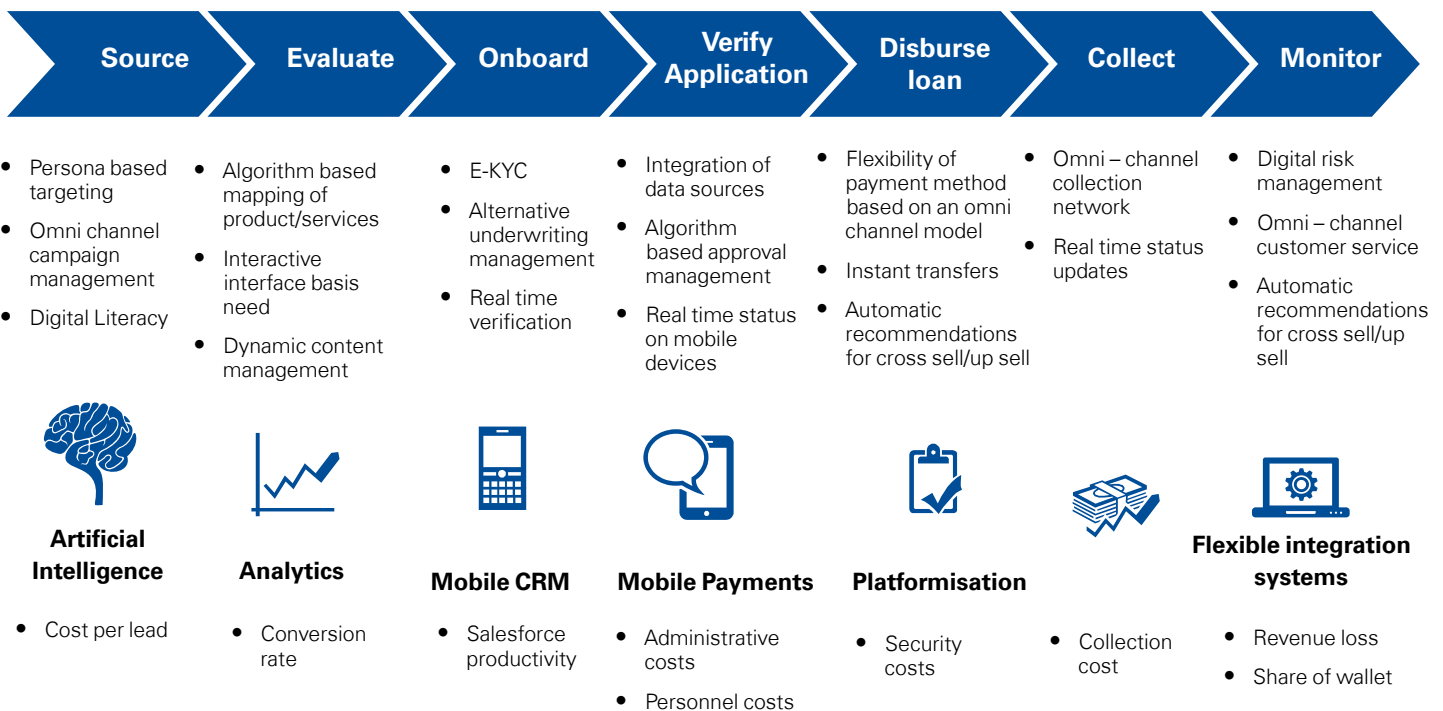 Source
Evaluate
Onboard
Verify
Application
Disburse
loan
Collect
Monitor
• Persona based
targeting
• Omni channel
campaign
management
• Digital Literacy
• Algorithm based
mapping of
product/services
• Interactive
interface basis
need
• Dynamic content
management
• E-KYC
• Alternative
underwriting
management
• Real time
verification
• Integration of
data sources
• Algorithm
based approval
management
• Real time status
on mobile
devices
• Flexibility of
payment method
based on an omni
channel model
• Instant transfers
• Automatic
recommendations
for cross sell/up sell
• Omni – channel
collection
network
• Real time status
updates
• Digital risk
management
• Omni – channel
customer service
• Automatic
recommendations
for cross sell/up
sell
Artificial
Intelligence
Analytics
Mobile CRM
Mobile Payments
Platformisation
Flexible integration
systems
• Cost per lead
• Conversion
rate
• Salesforce
productivity
• Administrative
costs
• Personnel costs
• Security
costs
• Collection
cost
• Revenue loss
• Share of wallet